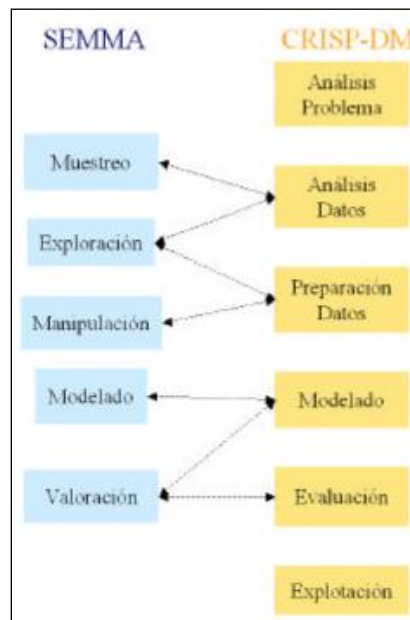 SEMMA
CRISP-DM
Análisis
Problema
Muestreo
Análisis
Datos
Exploración
Preparación
Datos
Manipulación
Modelado
Modelado
Valoración
Evaluación
Explotación